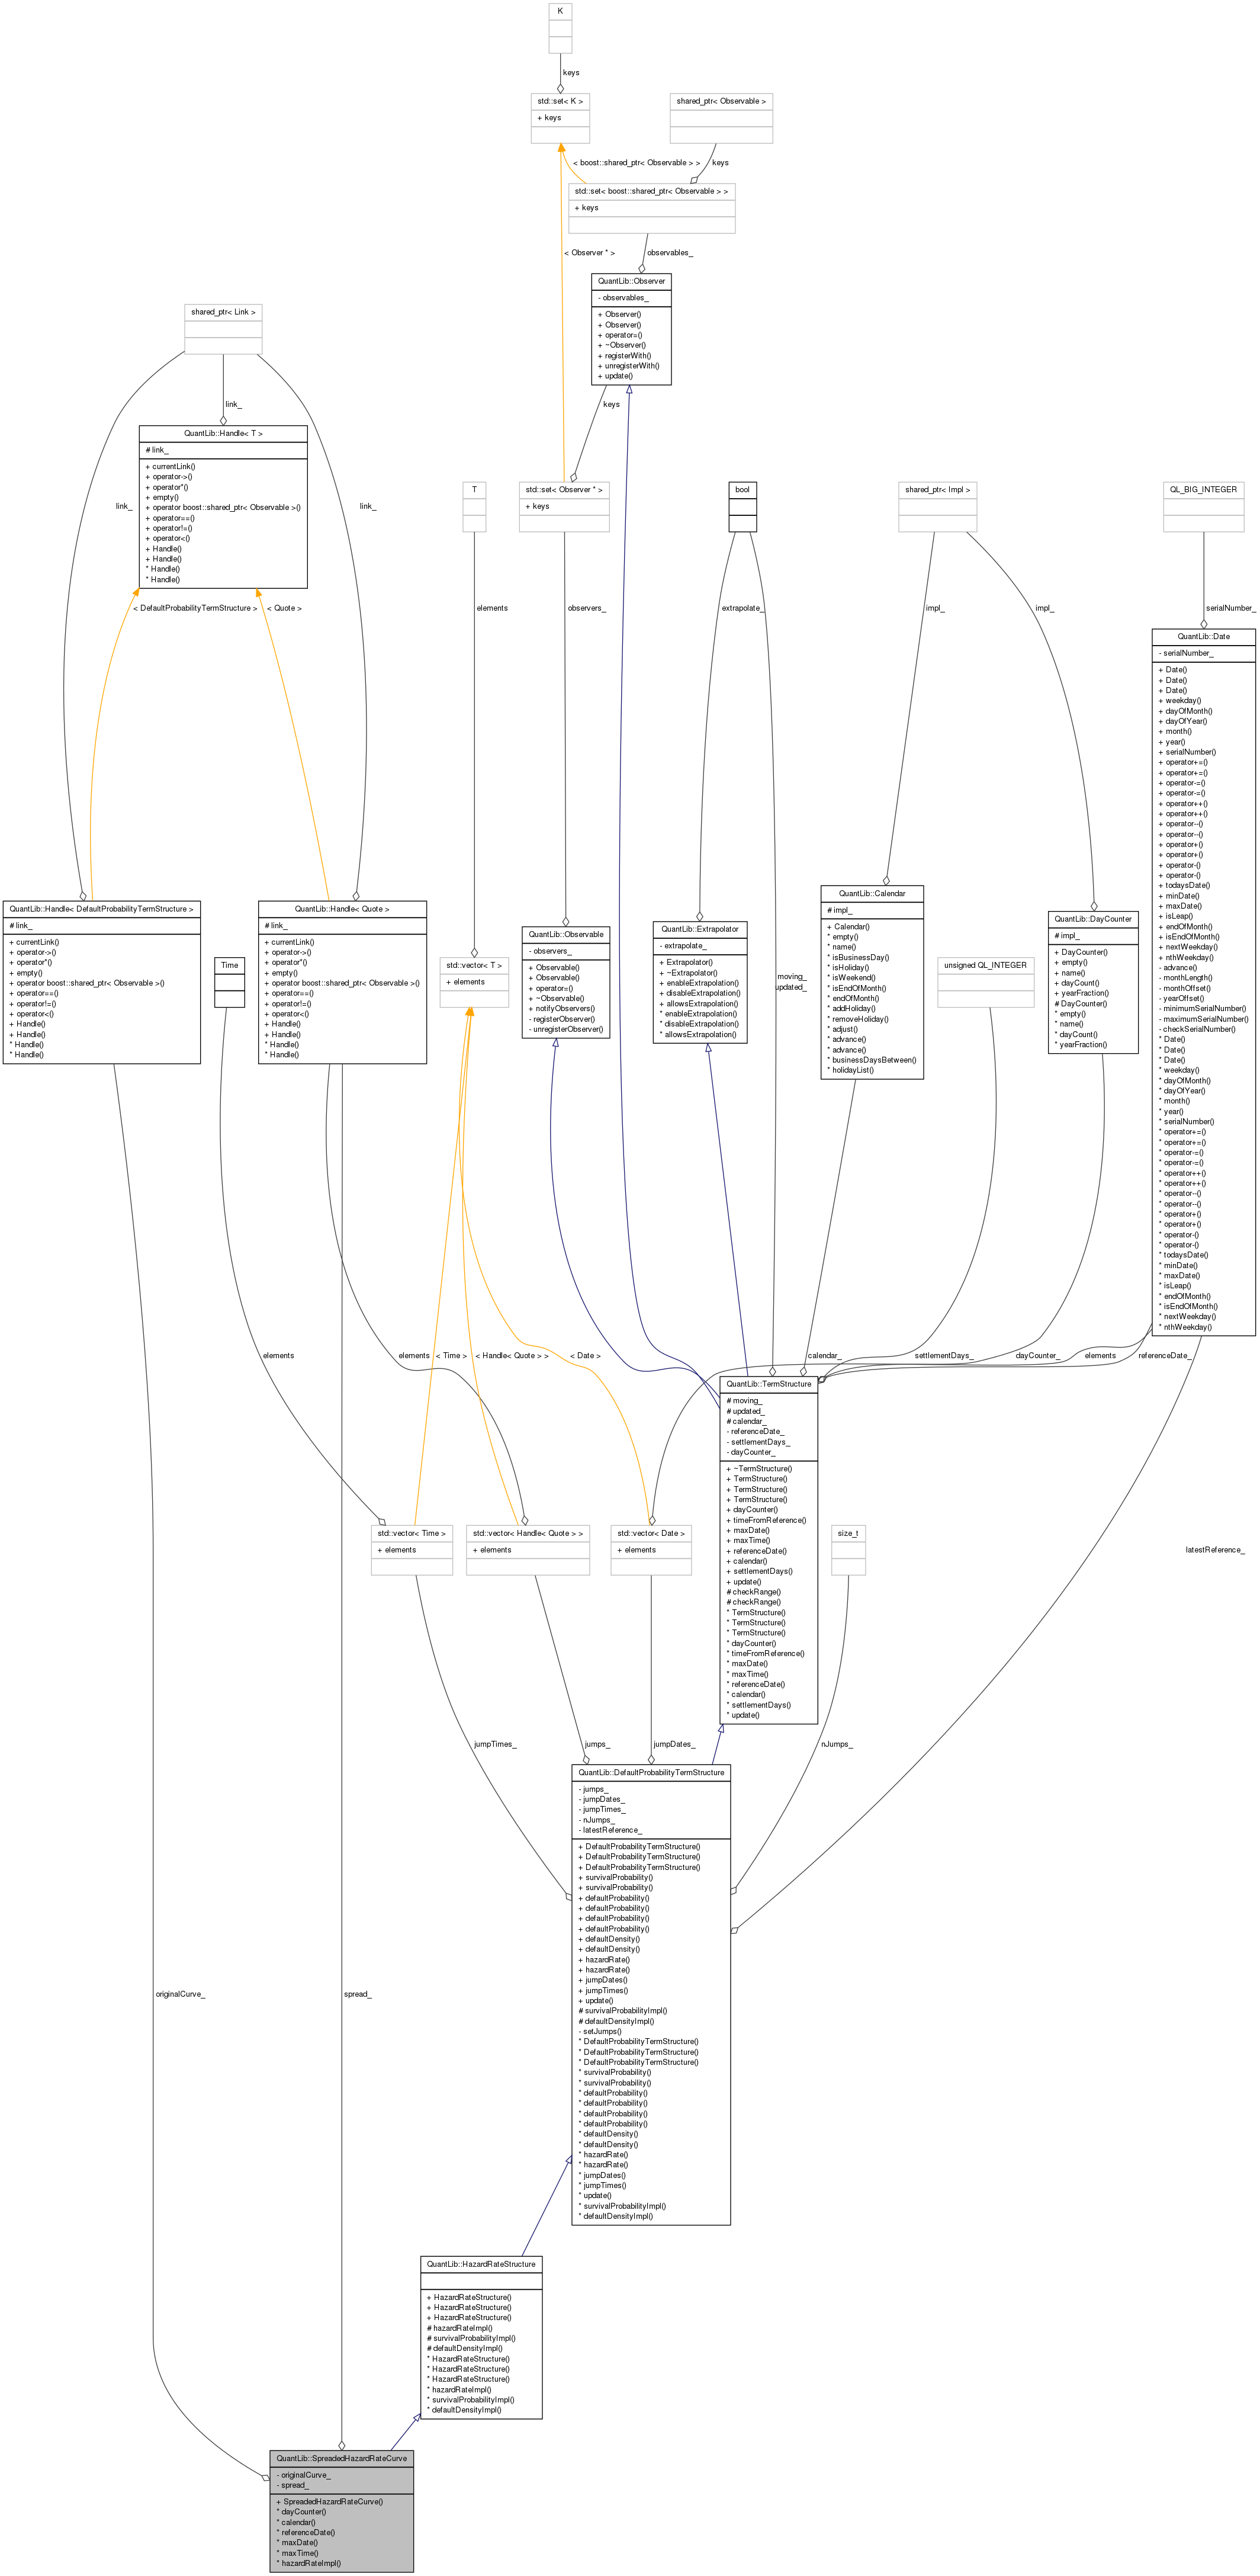 K
keys
std::set< K >
+ keys
shared_ptr< Observable >
< boost::shared_ptr< Observable > >
keys
std::set< boost::shared_ptr< Observable > >
+ keys
< Observer * >
observables_
QuantLib::Observer
- observables_
+ Observer()
+ Observer()
+ operator=()
+ ~Observer()
+ registerWith()
+ unregisterWith()
+ update()
shared_ptr< Link >
link_
keys
QuantLib::Handle< T >
# link_
+ currentLink()
+ operator->()
+ operator*()
+ empty()
+ operator boost::shared_ptr< Observable >()
+ operator==()
+ operator!=()
+ operator<()
+ Handle()
+ Handle()
* Handle()
* Handle()
link_
link_
T
std::set< Observer * >
+ keys
bool
shared_ptr< Impl >
QL_BIG_INTEGER
< DefaultProbabilityTermStructure >
< Quote >
elements
observers_
extrapolate_
impl_
impl_
serialNumber_
QuantLib::Date
- serialNumber_
+ Date()
+ Date()
+ Date()
+ weekday()
+ dayOfMonth()
+ dayOfYear()
+ month()
+ year()
+ serialNumber()
+ operator+=()
+ operator+=()
+ operator-=()
+ operator-=()
+ operator++()
+ operator++()
+ operator--()
+ operator--()
+ operator+()
+ operator+()
+ operator-()
+ operator-()
+ todaysDate()
+ minDate()
+ maxDate()
+ isLeap()
+ endOfMonth()
+ isEndOfMonth()
+ nextWeekday()
+ nthWeekday()
- advance()
- monthLength()
- monthOffset()
- yearOffset()
- minimumSerialNumber()
- maximumSerialNumber()
- checkSerialNumber()
* Date()
* Date()
* Date()
* weekday()
* dayOfMonth()
* dayOfYear()
* month()
* year()
* serialNumber()
* operator+=()
* operator+=()
* operator-=()
* operator-=()
* operator++()
* operator++()
* operator--()
* operator--()
* operator+()
* operator+()
* operator-()
* operator-()
* todaysDate()
* minDate()
* maxDate()
* isLeap()
* endOfMonth()
* isEndOfMonth()
* nextWeekday()
* nthWeekday()
QuantLib::Handle< DefaultProbabilityTermStructure >
# link_
+ currentLink()
+ operator->()
+ operator*()
+ empty()
+ operator boost::shared_ptr< Observable >()
+ operator==()
+ operator!=()
+ operator<()
+ Handle()
+ Handle()
* Handle()
* Handle()
Time
QuantLib::Handle< Quote >
# link_
+ currentLink()
+ operator->()
+ operator*()
+ empty()
+ operator boost::shared_ptr< Observable >()
+ operator==()
+ operator!=()
+ operator<()
+ Handle()
+ Handle()
* Handle()
* Handle()
std::vector< T >
+ elements
QuantLib::Observable
- observers_
+ Observable()
+ Observable()
+ operator=()
+ ~Observable()
+ notifyObservers()
- registerObserver()
- unregisterObserver()
QuantLib::Extrapolator
- extrapolate_
+ Extrapolator()
+ ~Extrapolator()
+ enableExtrapolation()
+ disableExtrapolation()
+ allowsExtrapolation()
* enableExtrapolation()
* disableExtrapolation()
* allowsExtrapolation()
moving_
updated_
QuantLib::Calendar
# impl_
+ Calendar()
* empty()
* name()
* isBusinessDay()
* isHoliday()
* isWeekend()
* isEndOfMonth()
* endOfMonth()
* addHoliday()
* removeHoliday()
* adjust()
* advance()
* advance()
* businessDaysBetween()
* holidayList()
unsigned QL_INTEGER
QuantLib::DayCounter
# impl_
+ DayCounter()
+ empty()
+ name()
+ dayCount()
+ yearFraction()
# DayCounter()
* empty()
* name()
* dayCount()
* yearFraction()
elements
elements
< Time >
< Handle< Quote > >
< Date >
calendar_
settlementDays_
dayCounter_
elements
referenceDate_
QuantLib::TermStructure
# moving_
# updated_
# calendar_
- referenceDate_
- settlementDays_
- dayCounter_
+ ~TermStructure()
+ TermStructure()
+ TermStructure()
+ TermStructure()
+ dayCounter()
+ timeFromReference()
+ maxDate()
+ maxTime()
+ referenceDate()
+ calendar()
+ settlementDays()
+ update()
# checkRange()
# checkRange()
* TermStructure()
* TermStructure()
* TermStructure()
* dayCounter()
* timeFromReference()
* maxDate()
* maxTime()
* referenceDate()
* calendar()
* settlementDays()
* update()
std::vector< Time >
+ elements
std::vector< Handle< Quote > >
+ elements
std::vector< Date >
+ elements
size_t
latestReference_
jumpTimes_
jumps_
jumpDates_
nJumps_
QuantLib::DefaultProbabilityTermStructure
- jumps_
- jumpDates_
- jumpTimes_
- nJumps_
- latestReference_
+ DefaultProbabilityTermStructure()
+ DefaultProbabilityTermStructure()
+ DefaultProbabilityTermStructure()
+ survivalProbability()
+ survivalProbability()
+ defaultProbability()
+ defaultProbability()
+ defaultProbability()
+ defaultProbability()
+ defaultDensity()
+ defaultDensity()
+ hazardRate()
+ hazardRate()
+ jumpDates()
+ jumpTimes()
+ update()
# survivalProbabilityImpl()
# defaultDensityImpl()
- setJumps()
* DefaultProbabilityTermStructure()
* DefaultProbabilityTermStructure()
* DefaultProbabilityTermStructure()
* survivalProbability()
* survivalProbability()
* defaultProbability()
* defaultProbability()
* defaultProbability()
* defaultProbability()
* defaultDensity()
* defaultDensity()
* hazardRate()
* hazardRate()
* jumpDates()
* jumpTimes()
* update()
* survivalProbabilityImpl()
* defaultDensityImpl()
originalCurve_
spread_
QuantLib::HazardRateStructure
+ HazardRateStructure()
+ HazardRateStructure()
+ HazardRateStructure()
# hazardRateImpl()
# survivalProbabilityImpl()
# defaultDensityImpl()
* HazardRateStructure()
* HazardRateStructure()
* HazardRateStructure()
* hazardRateImpl()
* survivalProbabilityImpl()
* defaultDensityImpl()
QuantLib::SpreadedHazardRateCurve
- originalCurve_
- spread_
+ SpreadedHazardRateCurve()
* dayCounter()
* calendar()
* referenceDate()
* maxDate()
* maxTime()
* hazardRateImpl()